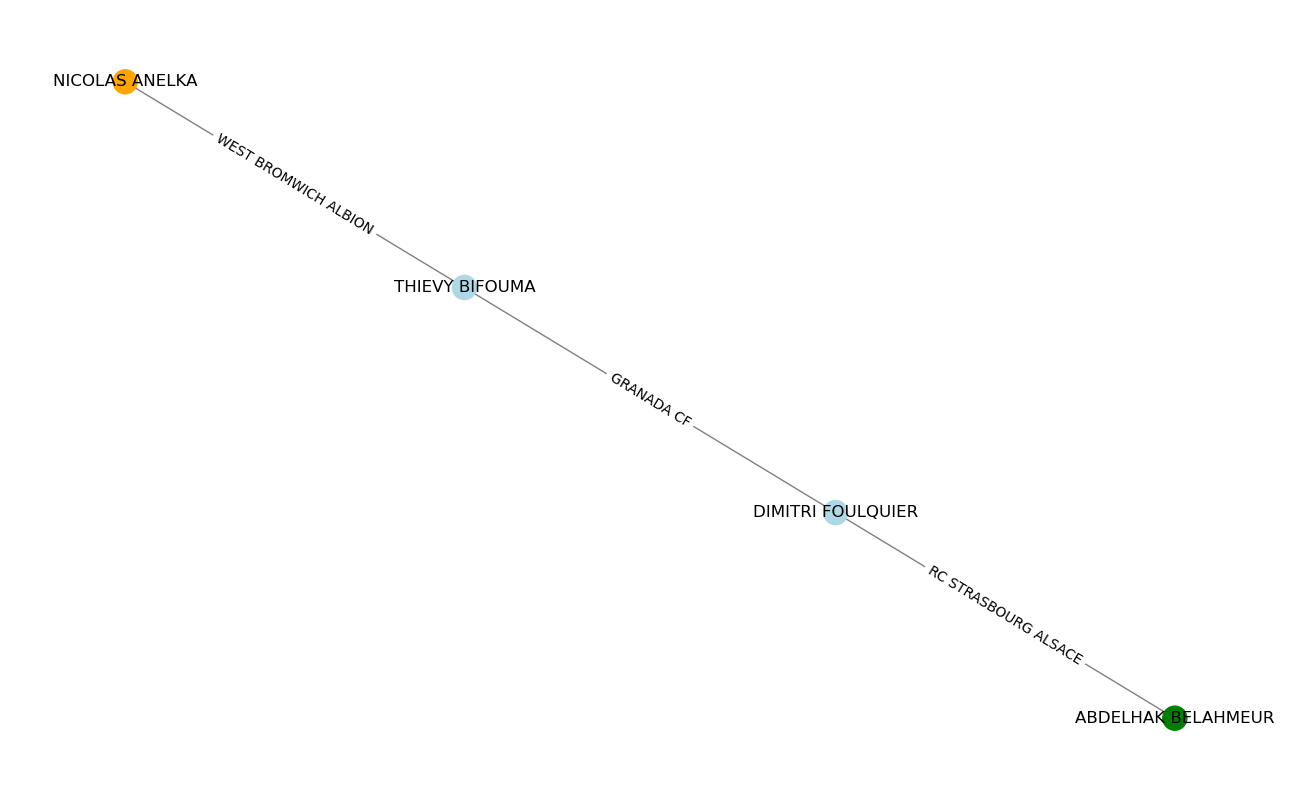 NICOLAS ANELKA
WEST BROMWICH ALBION
THIEVY BIFOUMA
GRANADA CF
DIMITRI FOULQUIER
RC STRASBOURG ALSACE
ABDELHAK BELAHMEUR